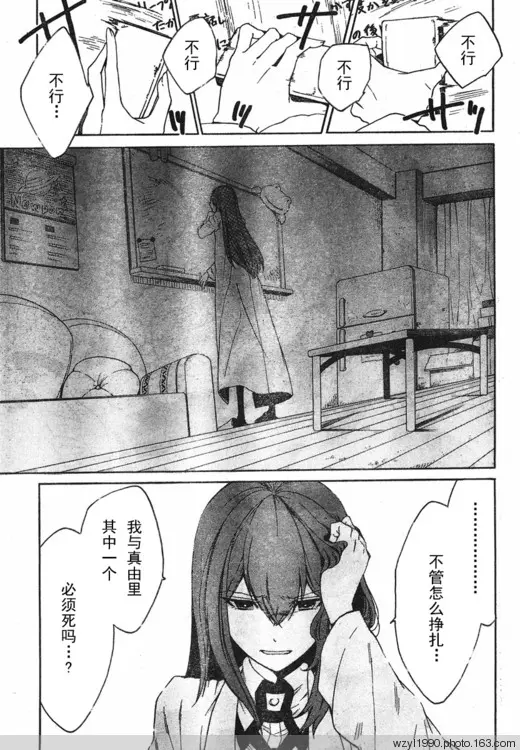 不行
不行
不行
不行…
…………
不管怎么挣扎…
我与真由里
其中一个
必须死吗…?
wzyl1990.photo.163.com